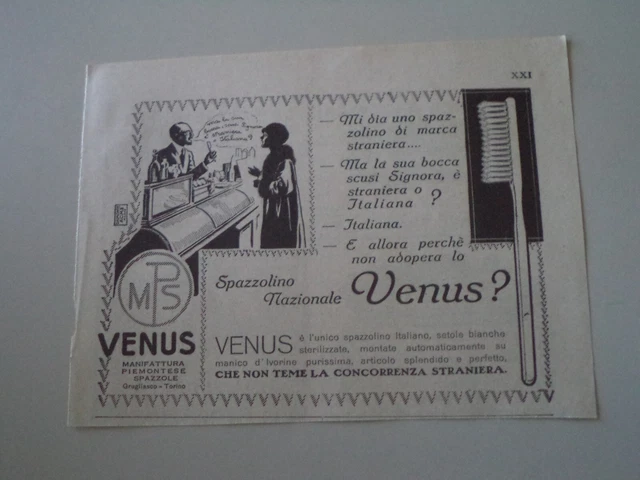 XXI
— Mi dia uno spaz-
zolino di marca
straniera....
— Ma la sua bocca
scusi Signora, è
straniera o
Italiana ?
— Italiana.
— E allora perchè
non adopera lo
Spazzolino
Nazionale Venus?
MPS
VENUS
MANIFATTURA
PIEMONTESE
SPAZZOLE
Grugliasco - Torino
VENUS è l'unico spazzolino Italiano, setole bianche
sterilizzate, montate automaticamente su
manico d'Ivorine purissima, articolo splendido e perfetto,
CHE NON TEME LA CONCORRENZA STRANIERA.